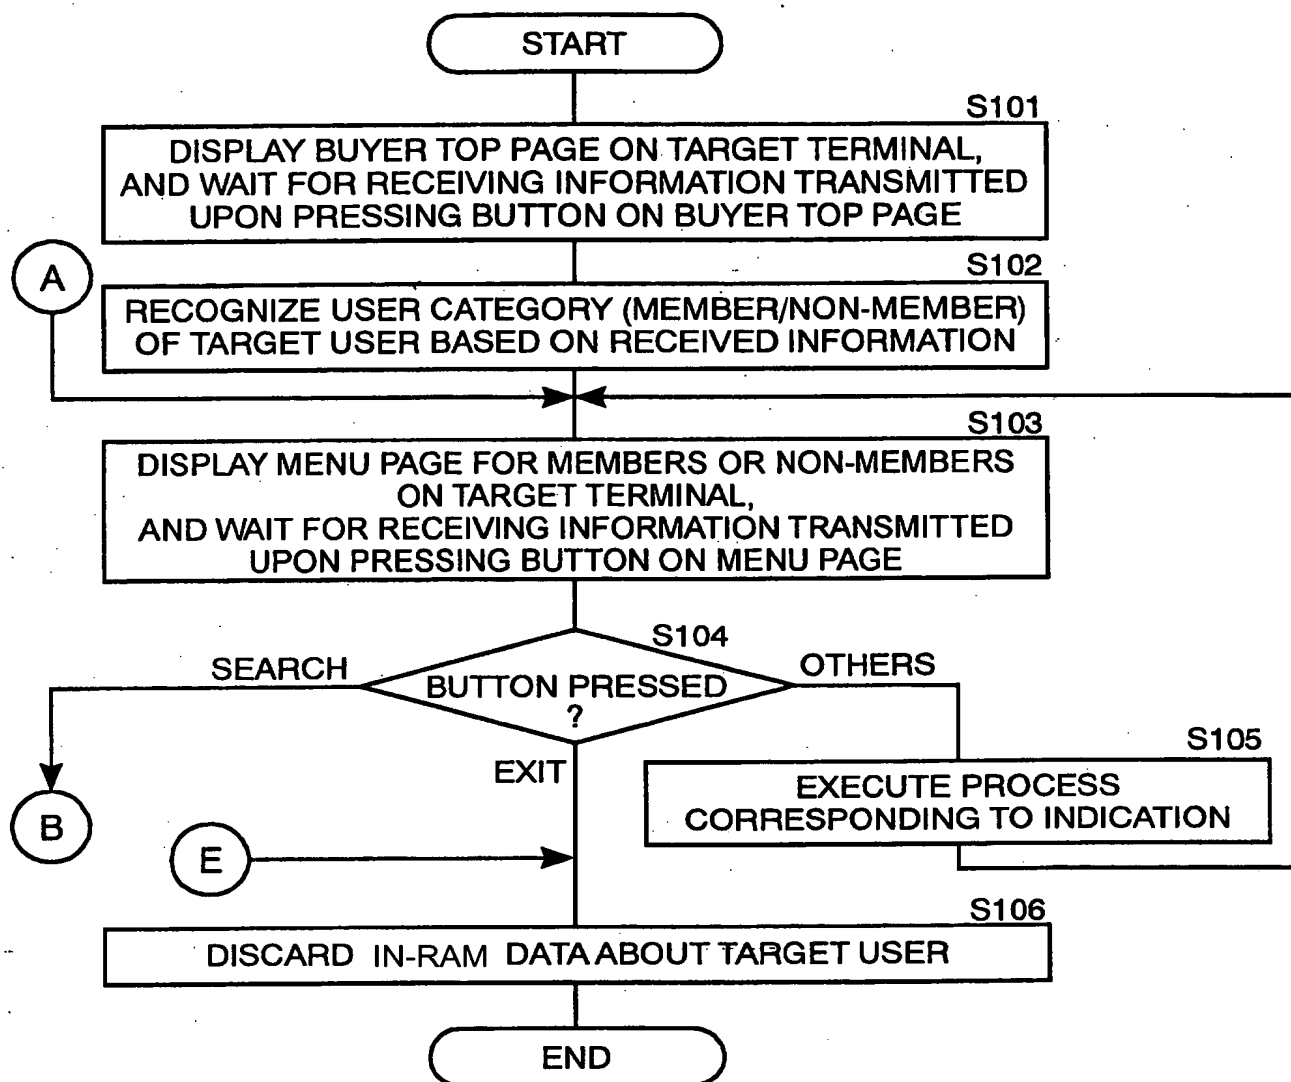 START
S101
DISPLAY BUYER TOP PAGE ON TARGET TERMINAL,
AND WAIT FOR RECEIVING INFORMATION TRANSMITTED
UPON PRESSING BUTTON ON BUYER TOP PAGE
A
S102
RECOGNIZE USER CATEGORY (MEMBER/NON-MEMBER)
OF TARGET USER BASED ON RECEIVED INFORMATION
S103
DISPLAY MENU PAGE FOR MEMBERS OR NON-MEMBERS
ON TARGET TERMINAL,
AND WAIT FOR RECEIVING INFORMATION TRANSMITTED
UPON PRESSING BUTTON ON MENU PAGE
S104
SEARCH
OTHERS
BUTTON PRESSED
?
S105
EXIT
EXECUTE PROCESS
CORRESPONDING TO INDICATION
B
E
S106
DISCARD IN-RAM DATA ABOUT TARGET USER
END